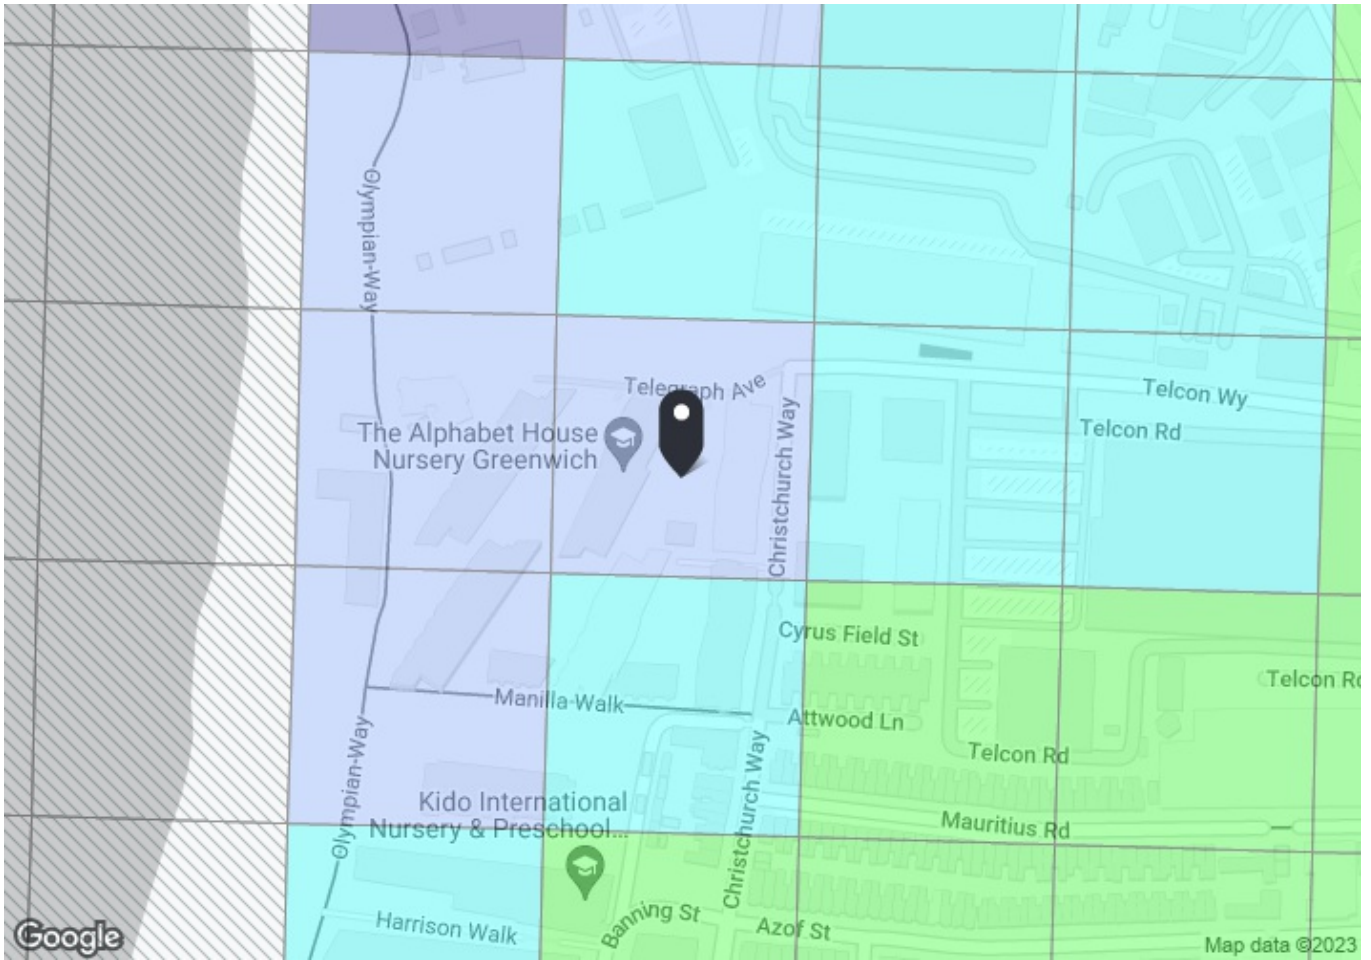 Olympian-Way
Telegraph Ave
The Alphabet House
Nursery Greenwich
Christchurch Way
Telcon Wy
Telcon Rd
Cyrus Field St
Telcon Rd
Manilla-Walk
Attwood Ln
Telcon Rd
Olympian-Way
Christchurch Way
Kido International
Nursery & Preschool...
Mauritius Rd
Harrison Walk
Banning St
Azof St
Google
Map data ©2023